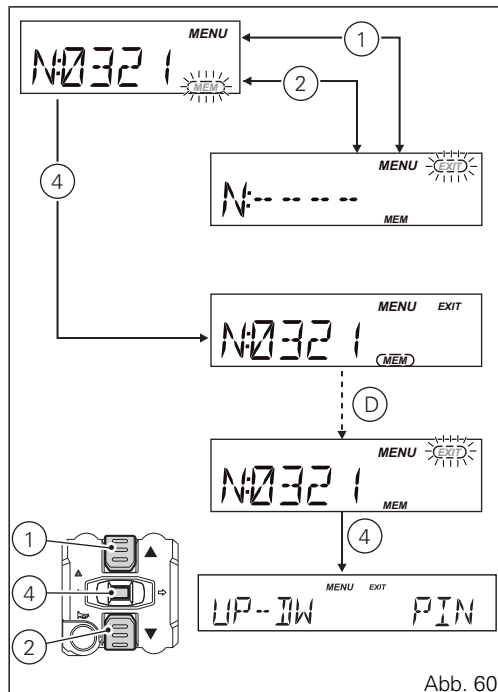 MENU
N:0321
MEM
1
2
MENU EXIT
N:-----
MEM
4
MENU EXIT
N:0321
MEM
D
MENU EXIT
N:0321
MEM
4
1
4
2
MENU EXIT
UP-DW PIN
Abb. 60